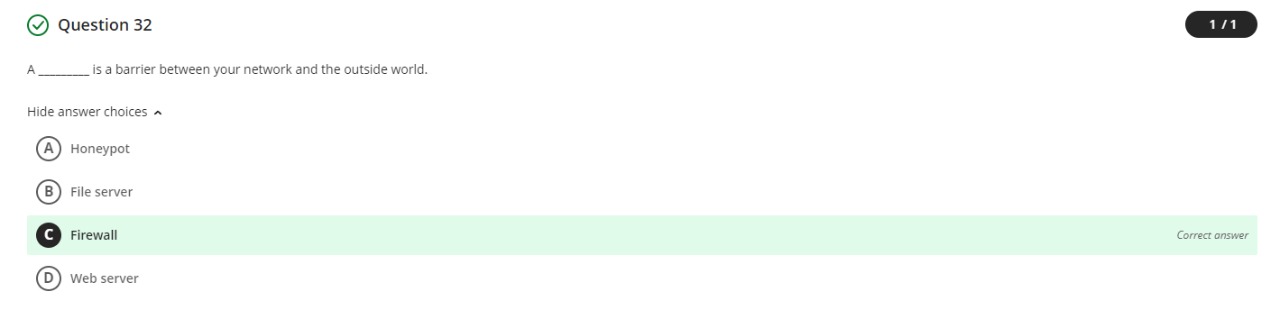 Question 32
1 / 1
A _________ is a barrier between your network and the outside world.
Hide answer choices
A Honeypot
B File server
C Firewall Correct answer
D Web server